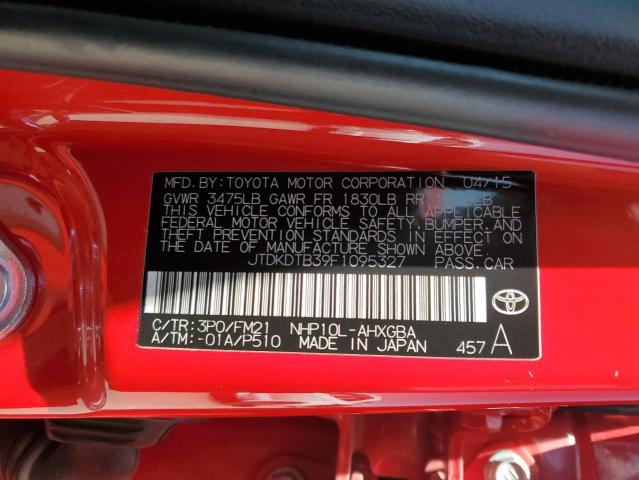 MFD.BY:TOYOTA MOTOR CORPORATION 04/15
GVWR 3475LB GAWR FR 1830LB RR
THIS VEHICLE CONFORMS TO ALL APPLICABLE
FEDERAL MOTOR VEHICLE SAFETY,BUMPER,AND
THEFT PREVENTION STANDARDS IN EFFECT ON
THE DATE OF MANUFACTURE SHOWN ABOVE.
JTDKDTB39F1095327 PASS.CAR
C/TR:3P0/FM21 NHP10L-AHXGBA
A/TM:-01A/P510 MADE IN JAPAN 457 A